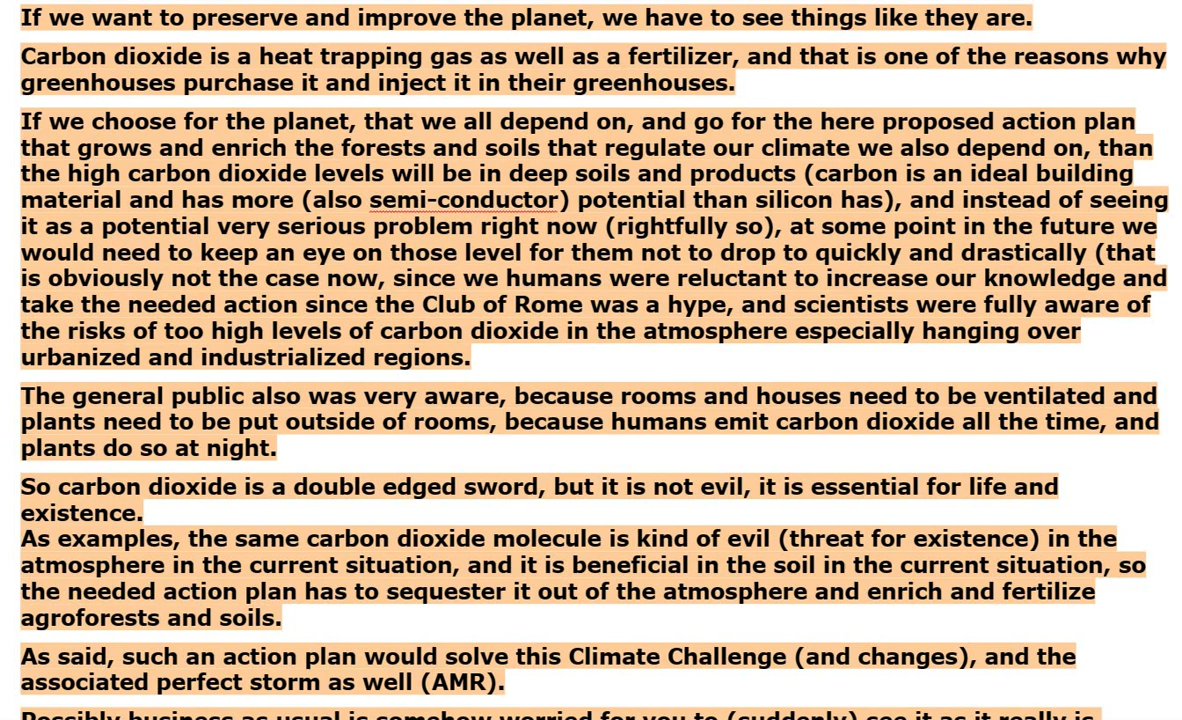 If we want to preserve and improve the planet, we have to see things like they are.
Carbon dioxide is a heat trapping gas as well as a fertilizer, and that is one of the reasons why
greenhouses purchase it and inject it in their greenhouses.
If we choose for the planet, that we all depend on, and go for the here proposed action plan
that grows and enrich the forests and soils that regulate our climate we also depend on, than
the high carbon dioxide levels will be in deep soils and products (carbon is an ideal building
material and has more (also semi-conductor) potential than silicon has), and instead of seeing
it as a potential very serious problem right now (rightfully so), at some point in the future we
would need to keep an eye on those level for them not to drop to quickly and drastically (that
is obviously not the case now, since we humans were reluctant to increase our knowledge and
take the needed action since the Club of Rome was a hype, and scientists were fully aware of
the risks of too high levels of carbon dioxide in the atmosphere especially hanging over
urbanized and industrialized regions.
The general public also was very aware, because rooms and houses need to be ventilated and
plants need to be put outside of rooms, because humans emit carbon dioxide all the time, and
plants do so at night.
So carbon dioxide is a double edged sword, but it is not evil, it is essential for life and
existence.
As examples, the same carbon dioxide molecule is kind of evil (threat for existence) in the
atmosphere in the current situation, and it is beneficial in the soil in the current situation, so
the needed action plan has to sequester it out of the atmosphere and enrich and fertilize
agroforests and soils.
As said, such an action plan would solve this Climate Challenge (and changes), and the
associated perfect storm as well (AMR).
Possibly business as usual is somehow worried for you to (suddenly) see it as it really is